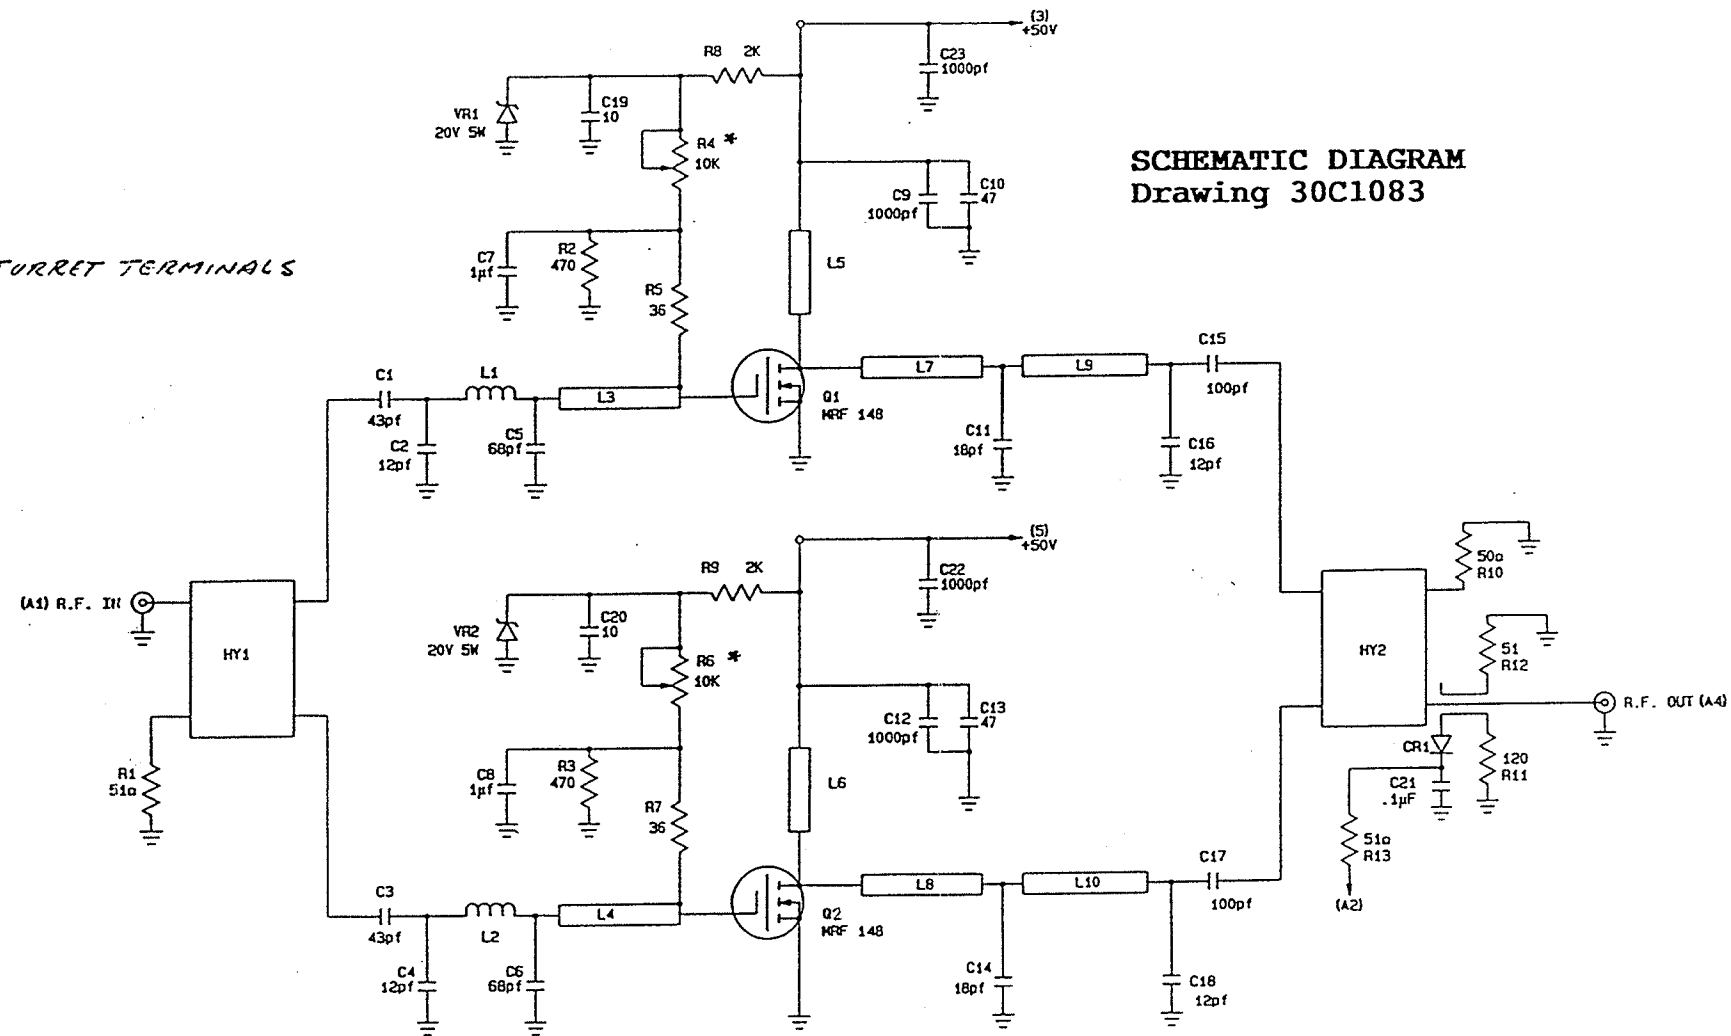 (3)
+50V
R8 2K
C23
1000pf
VR1
20V 5W
C19
10
R4 *
10K
SCHEMATIC DIAGRAM
Drawing 30C1083
C9
1000pf
C10
47
TURRET TERMINALS
C7
1µf
R2
470
R5
36
L5
C1
43pf
L1
L3
C2
12pf
C5
68pf
Q1
MRF 148
L7
L9
C15
100pf
C11
18pf
C16
12pf
(5)
+50V
R9 2K
C22
1000pf
VR2
20V 5W
C20
10
R6 *
10K
(A1) R.F. IN
HY1
R1
51Ω
C12
1000pf
C13
47
C8
1µf
R3
470
R7
36
L6
50Ω
R10
51
R12
HY2
R.F. OUT (A4)
CR1
120
R11
C21
.1µF
51Ω
R13
(A2)
C3
43pf
L2
L4
C4
12pf
C6
68pf
Q2
MRF 148
L8
L10
C17
100pf
C14
18pf
C18
12pf